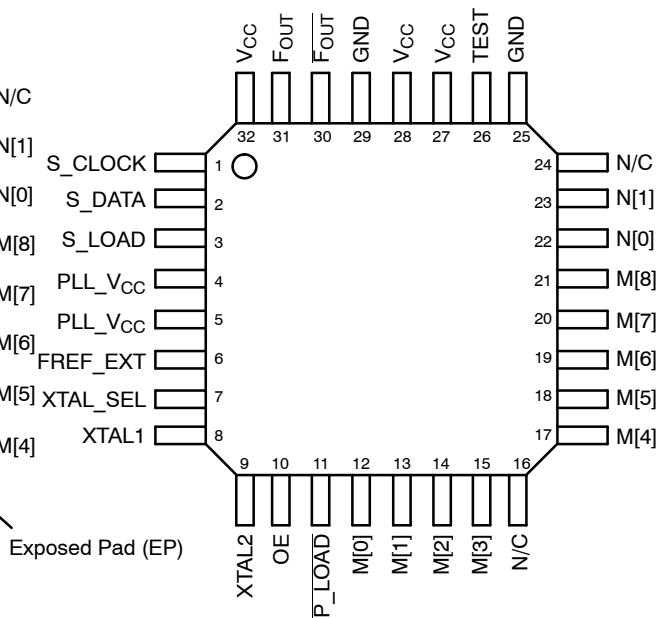 VCC
FOUT
F̅O̅U̅T̅
GND
VCC
VCC
TEST
GND
32
31
30
29
28
27
26
25
N/C
N[1]
N[0]
M[8]
M[7]
M[6]
M[5]
M[4]
S_CLOCK 1
S_DATA 2
S_LOAD 3
PLL_VCC 4
PLL_VCC 5
FREF_EXT 6
XTAL_SEL 7
XTAL1 8
24 N/C
23 N[1]
22 N[0]
21 M[8]
20 M[7]
19 M[6]
18 M[5]
17 M[4]
9
10
11
12
13
14
15
16
XTAL2
OE
P̅_̅L̅O̅A̅D̅
M[0]
M[1]
M[2]
M[3]
N/C
Exposed Pad (EP)